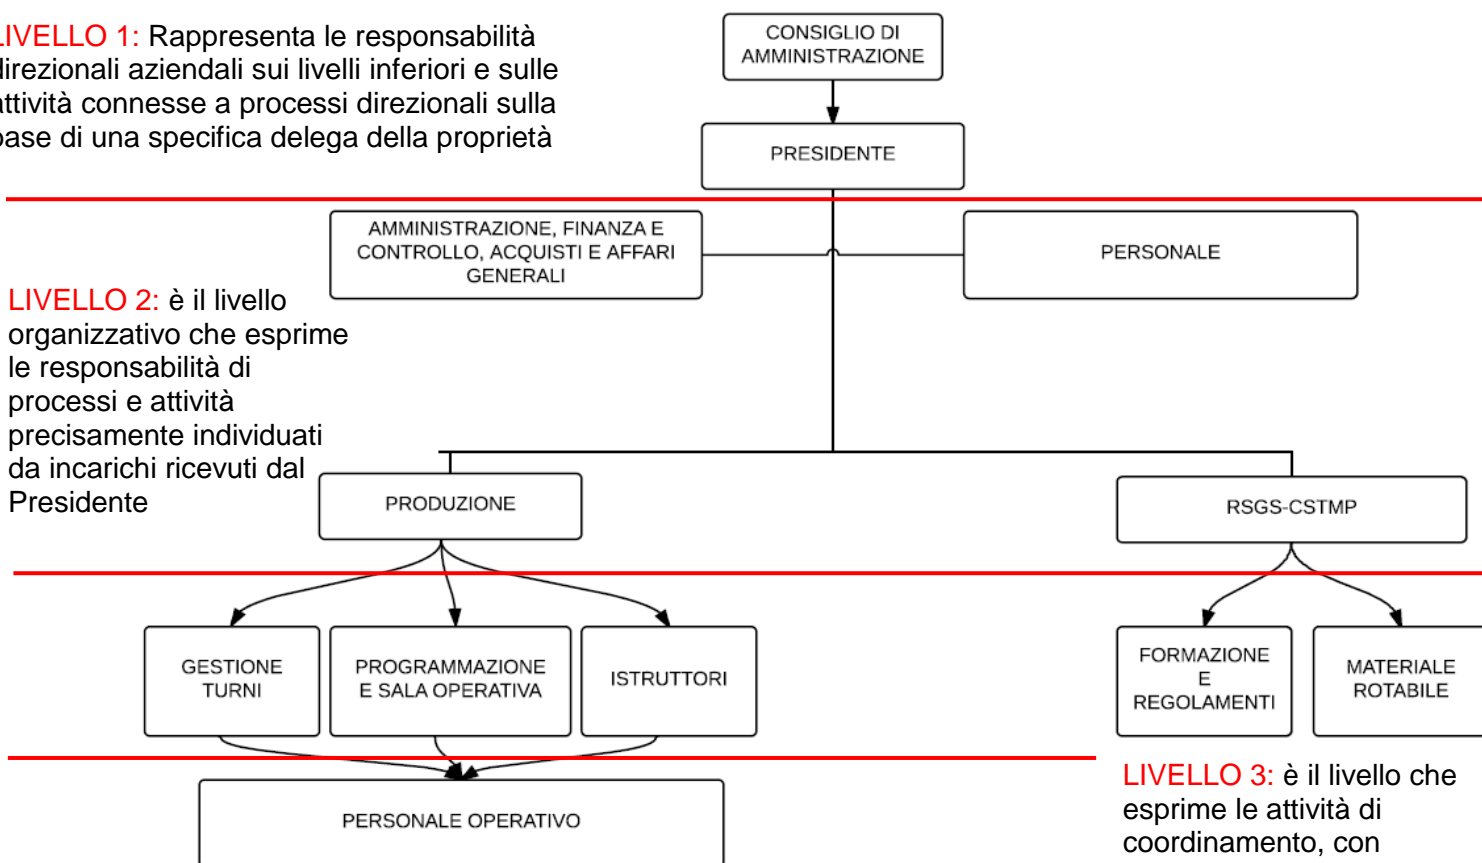 LIVELLO 1: Rappresenta le responsabilità
direzionali aziendali sui livelli inferiori e sulle
attività connesse a processi direzionali sulla
base di una specifica delega della proprietà
CONSIGLIO DI
AMMINISTRAZIONE
PRESIDENTE
AMMINISTRAZIONE, FINANZA E
CONTROLLO, ACQUISTI E AFFARI
GENERALI
PERSONALE
LIVELLO 2: è il livello
organizzativo che esprime
le responsabilità di
processi e attività
precisamente individuati
da incarichi ricevuti dal
Presidente
PRODUZIONE
RSGS-CSTMP
GESTIONE
TURNI
PROGRAMMAZIONE
E SALA OPERATIVA
ISTRUTTORI
FORMAZIONE
E
REGOLAMENTI
MATERIALE
ROTABILE
PERSONALE OPERATIVO
LIVELLO 3: è il livello che
esprime le attività di
coordinamento, con